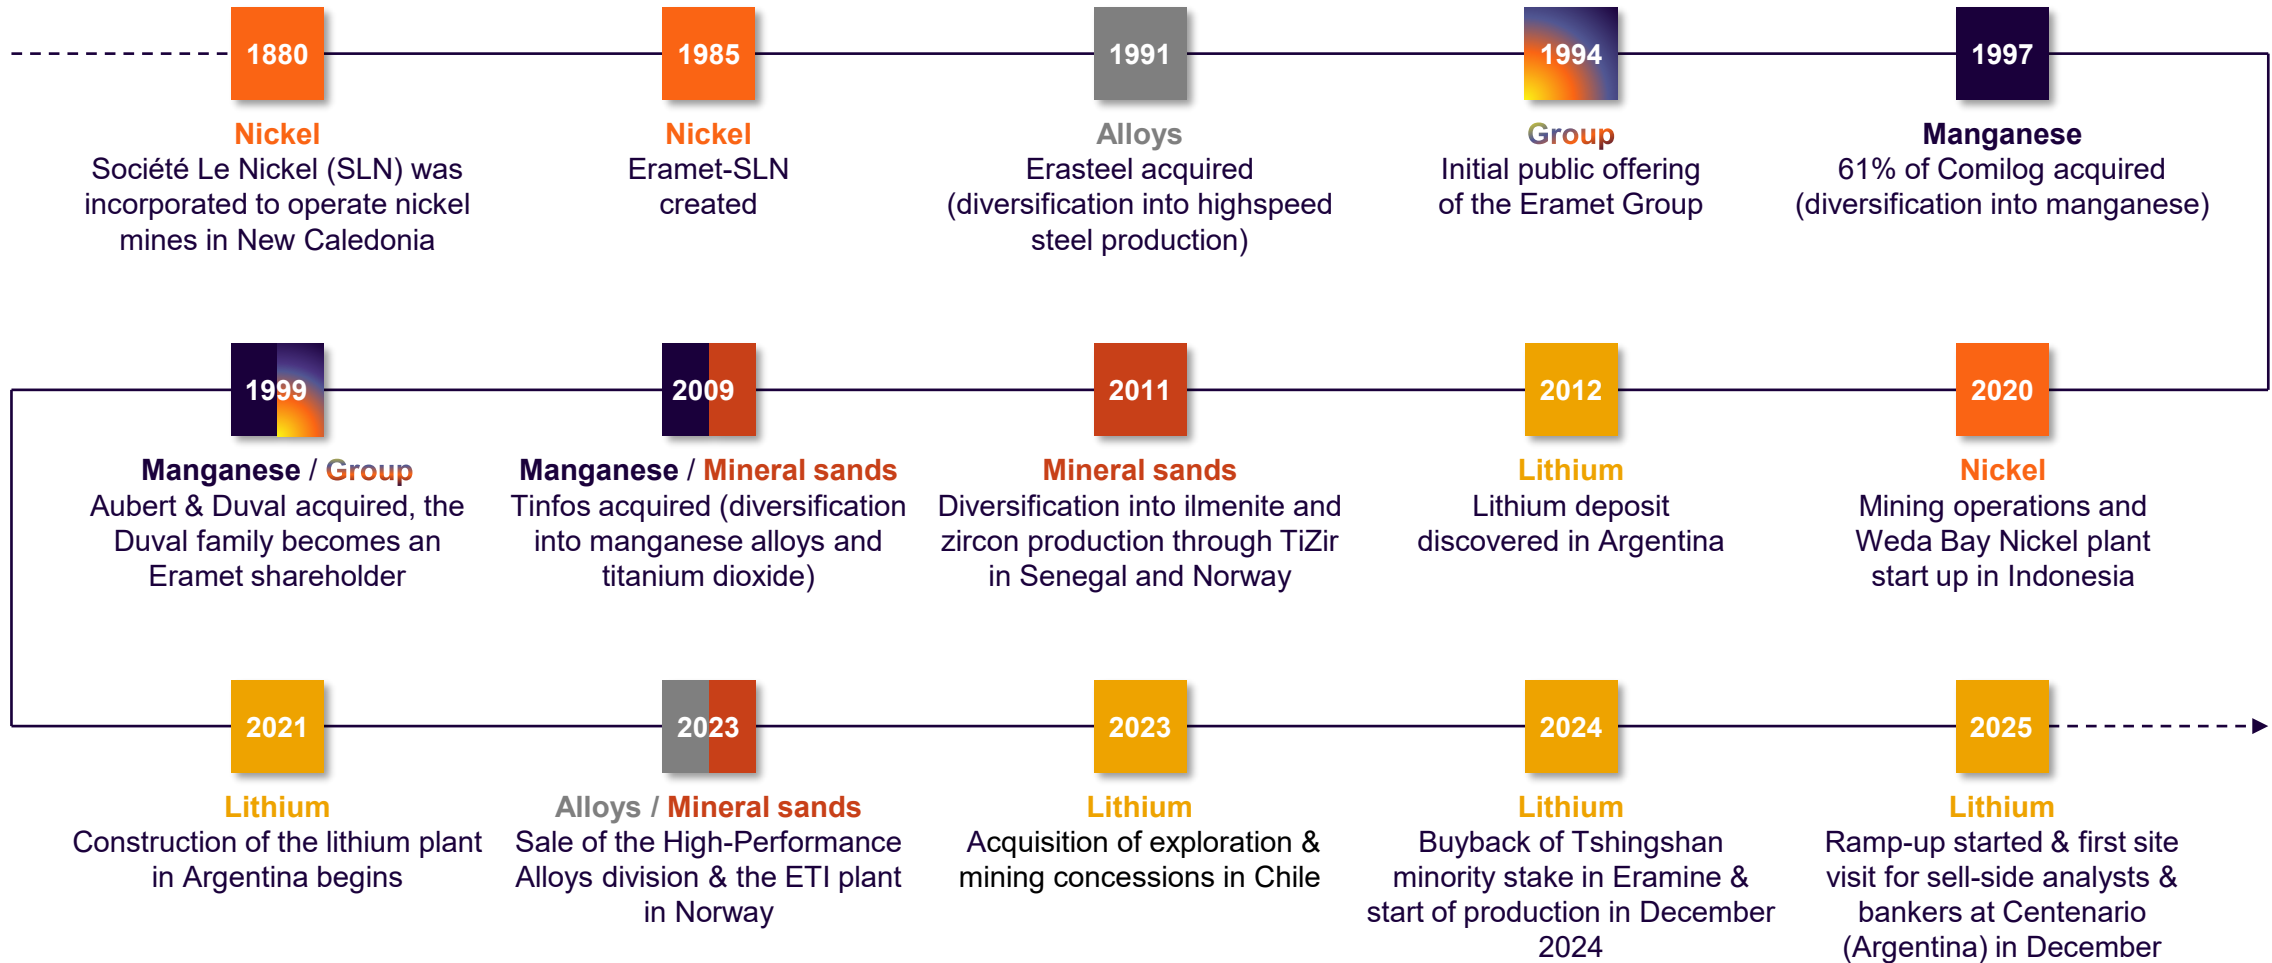 1880
Nickel
Société Le Nickel (SLN) was
incorporated to operate nickel
mines in New Caledonia
1985
Nickel
Eramet-SLN
created
1991
Alloys
Erasteel acquired
(diversification into highspeed
steel production)
1994
Group
Initial public offering
of the Eramet Group
1997
Manganese
61% of Comilog acquired
(diversification into manganese)
1999
Manganese / Group
Aubert & Duval acquired, the
Duval family becomes an
Eramet shareholder
2009
Manganese / Mineral sands
Tinfos acquired (diversification
into manganese alloys and
titanium dioxide)
2011
Mineral sands
Diversification into ilmenite and
zircon production through TiZir
in Senegal and Norway
2012
Lithium
Lithium deposit
discovered in Argentina
2020
Nickel
Mining operations and
Weda Bay Nickel plant
start up in Indonesia
2021
Lithium
Construction of the lithium plant
in Argentina begins
2023
Alloys / Mineral sands
Sale of the High-Performance
Alloys division & the ETI plant
in Norway
2023
Lithium
Acquisition of exploration &
mining concessions in Chile
2024
Lithium
Buyback of Tshingshan
minority stake in Eramine &
start of production in December
2024
2025
Lithium
Ramp-up started & first site
visit for sell-side analysts &
bankers at Centenario
(Argentina) in December